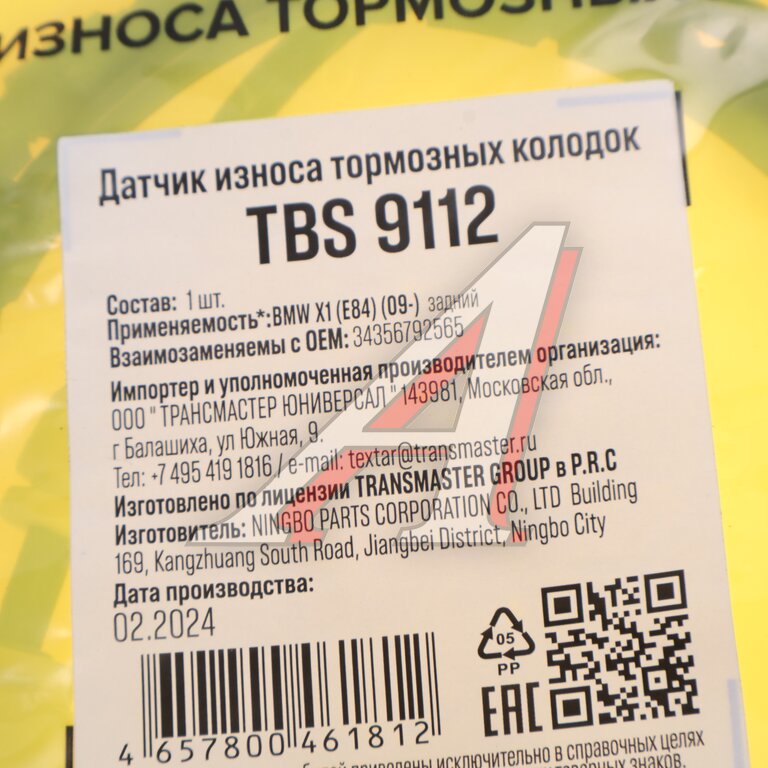 ИЗНОСА ТОРМОЗНЫ
Датчик износа тормозных колодок
TBS 9112
Состав: 1 шт.
Применяемость*:BMW X1 (E84) (09-) задний
Взаимозаменяемы с OEM: 34356792565
Импортер и уполномоченная производителем организация:
ООО "ТРАНСМАСТЕР ЮНИВЕРСАЛ" 143981, Московская обл.,
г Балашиха, ул Южная, 9.
Тел: +7 495 419 1816 / e-mail: textar@transmaster.ru
Изготовлено по лицензии TRANSMASTER GROUP в P.R.C
Изготовитель: NINGBO PARTS CORPORATION CO., LTD Building
169, Kangzhuang South Road, Jiangbei District, Ningbo City
Дата производства:
02.2024
05
PP
EAC
4 657800 461812
приведены исключительно в справочных целях
знаков.